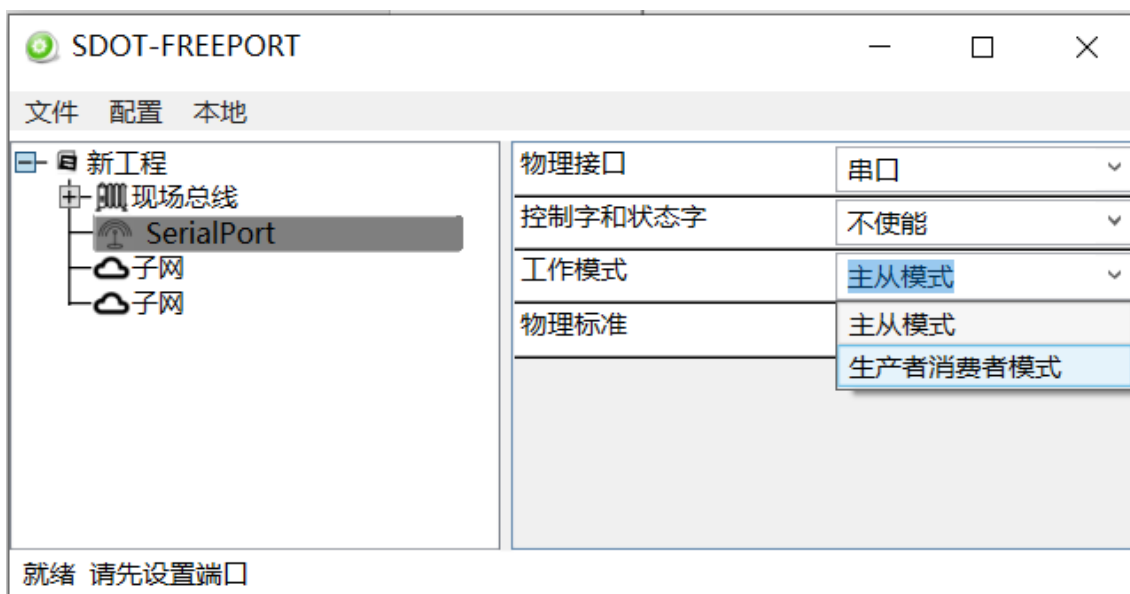 SDOT-FREEPORT
文件 配置 本地
新工程
现场总线
SerialPort
子网
子网
物理接口 串口
控制字和状态字 不使能
工作模式 主从模式
物理标准
主从模式
生产者消费者模式
就绪 请先设置端口